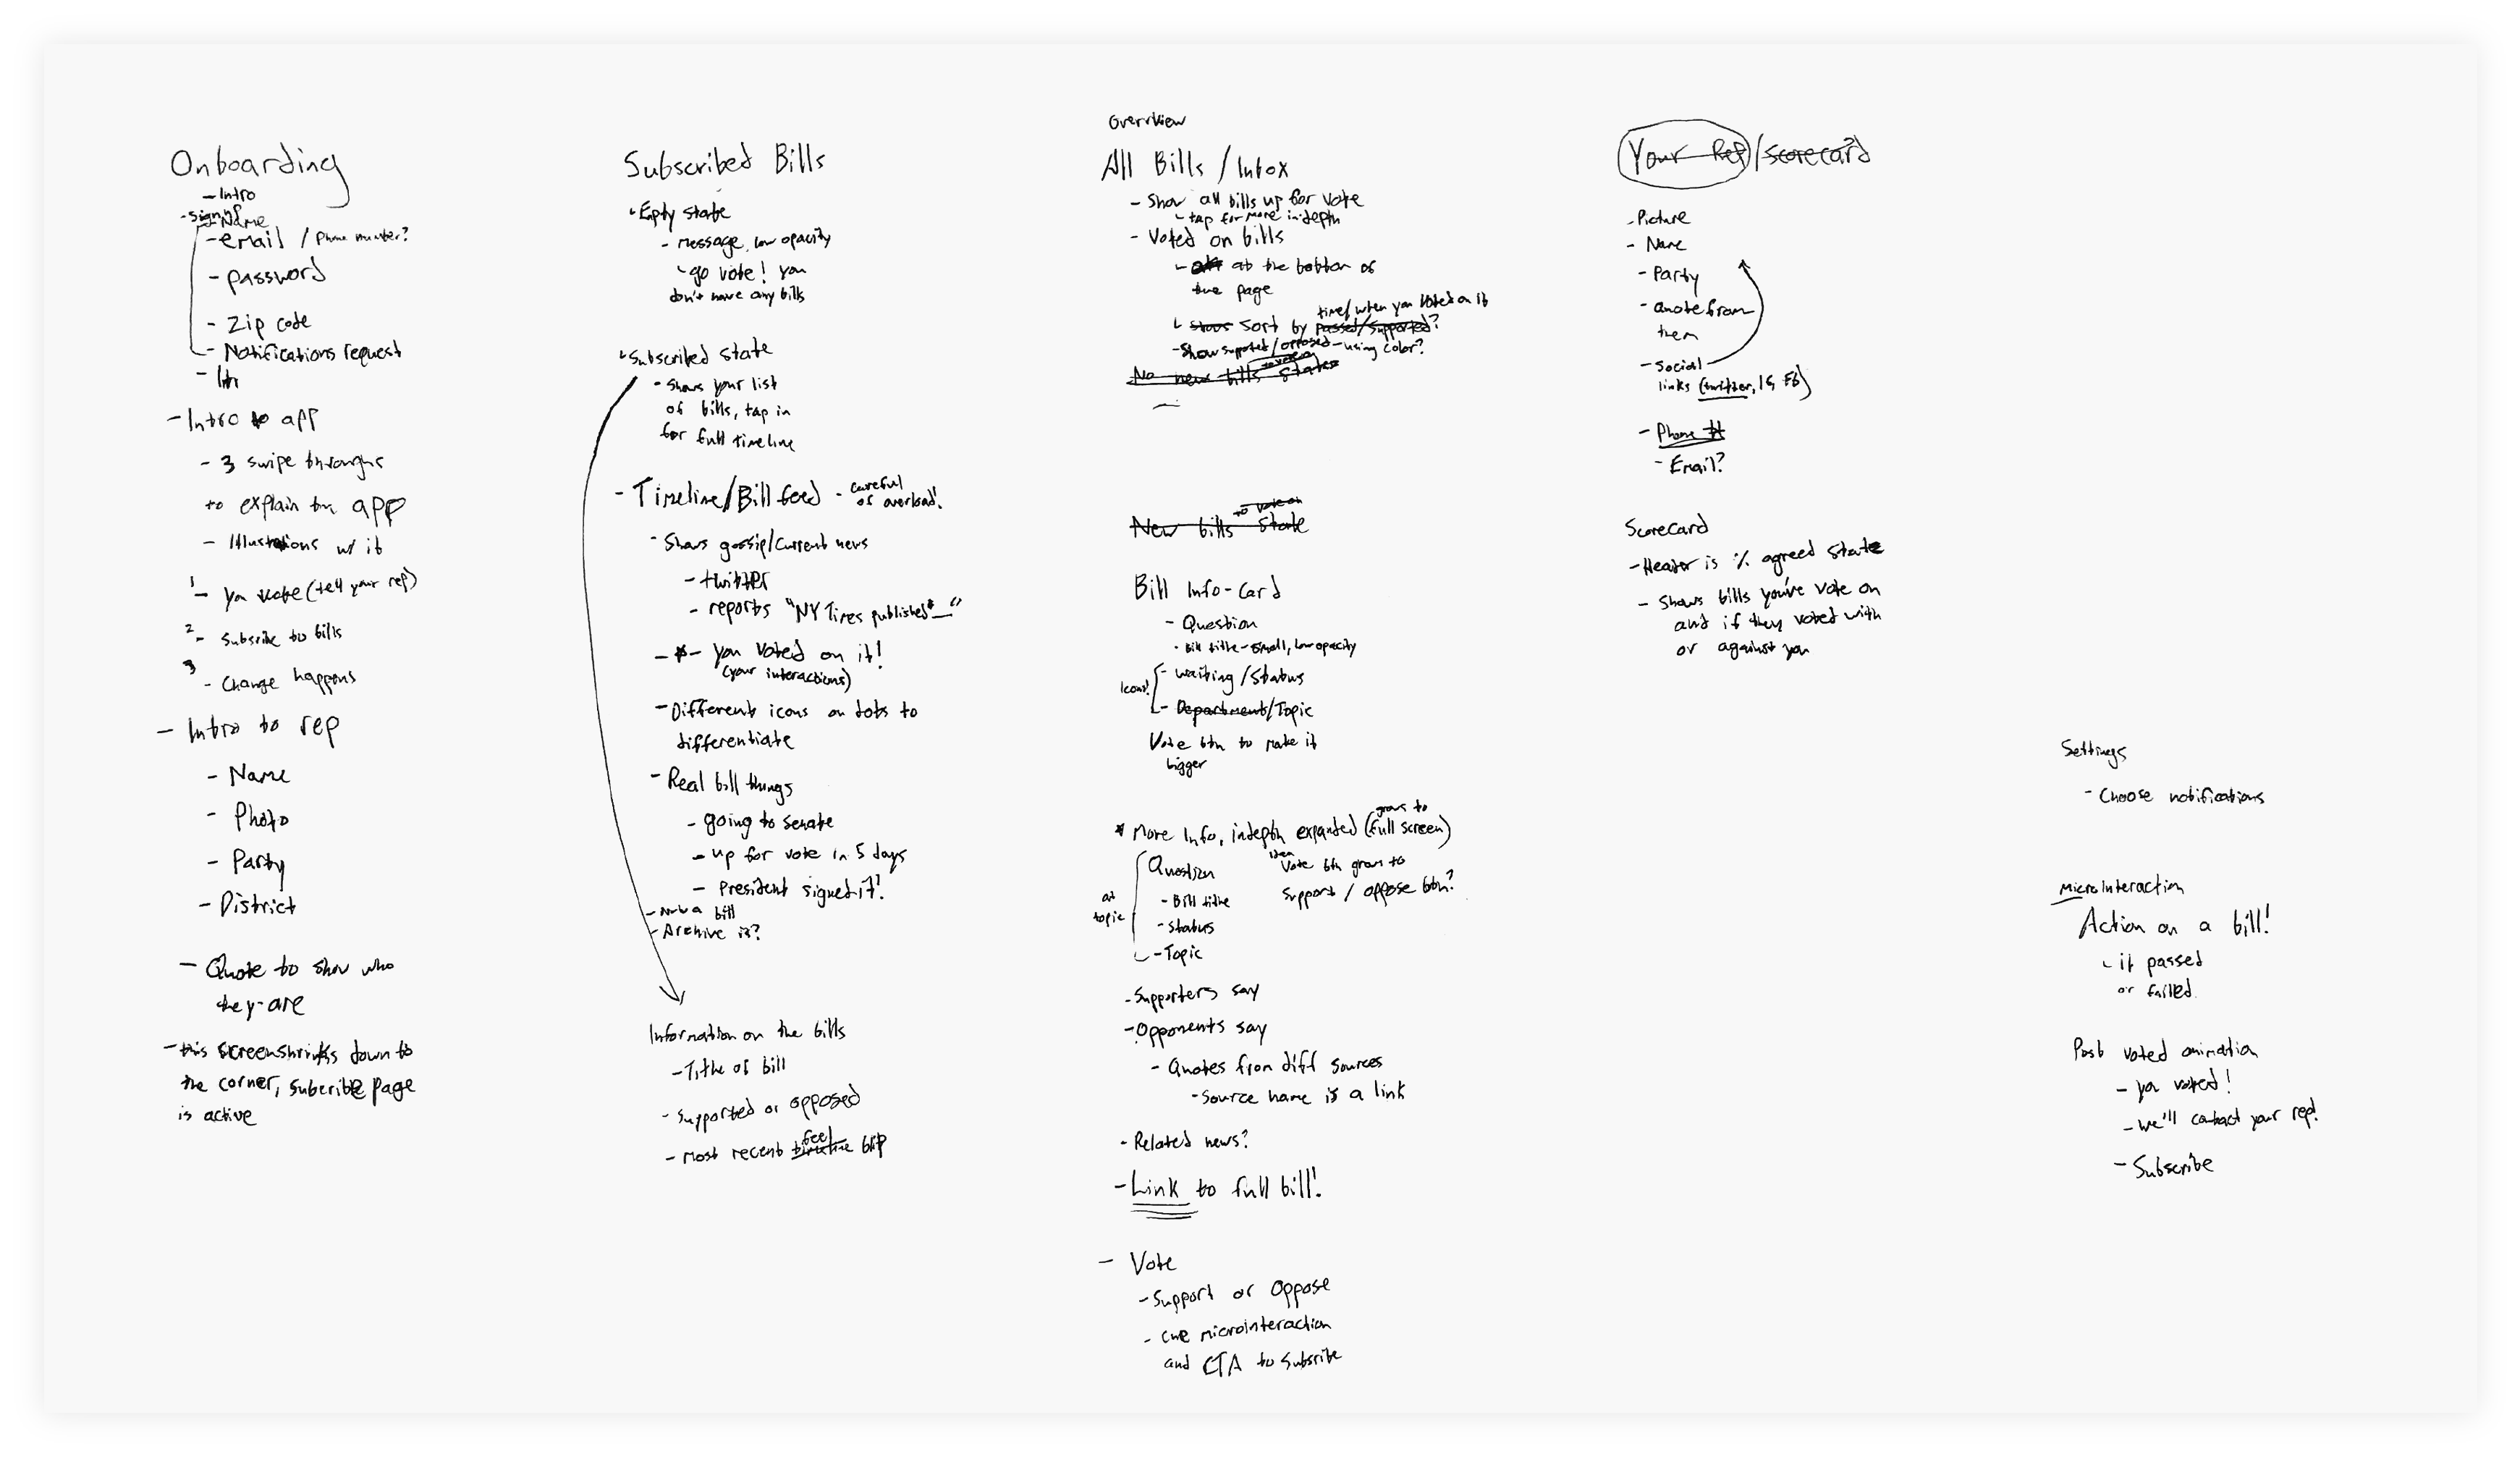 Onboarding
- Intro
- signup
- Name
- email / Phone number?
- password
- Zip code
- Notifications request
- Intro to app
- 3 swipe throughs
to explain the app
- Illustrations w/ it
1 - you vote (tell your rep)
2 - subsribe to bills
3 - change happens
- Intro to rep
- Name
- Photo
- Party
- District
- Quote to show who
they are
- this screen shrinks down to
the corner, subcribe page
is active
Subscribed Bills
Empty state
- message, low opacity
go vote! you
don't have any bills
Subscribed state
- shows your list
of bills, tap in
for full timeline
- Timeline/Bill feed - careful
of overload!
- Shows gossip/current news
- twitter
- reports "NY Times published __"
- you voted on it!
(your interactions)
- Different icons on dots to
differentiate
- Real bill things
- going to senate
- up for vote in 5 days
- President signed it!
bill
- Archive it?
Information on the bills
- Title of bill
- Supported or opposed
- most recent timeline feed blip
Overview
All Bills / Inbox
- Show all bills up for vote
tap for more in-depth
- Voted on bills
at the bottom of
the page
time/when you voted on it
sort by passed/supported?
- Show supported/opposed - using color?
No new bills to vote on state
New bills to vote on state
Bill Info-Card
- Question
- Bill title - small, low opacity
Icons!
- waiting/Status
- Department/Topic
Vote btn to make it
bigger
* More Info, indepth expanded (grows to
full screen)
Question
- Bill title
- status
- Topic
topic
Vote btn grows to
support / oppose btn?
- Supporters say
- Opponents say
- Quotes from diff sources
- Source name is a link
- Related news?
- Link to full bill!
- Vote
- Support or Oppose
- cue microinteraction
and CTA to subsribe
Your Rep/Scorecard
- Picture
- Name
- Party
- Quote from
them
- Social
links (twitter, IG, Fb)
- Phone #
- Email?
Scorecard
- Header is % agreed state
- Shows bills you've vote on
and if they voted with
or against you
Settings
- Choose notifications
MicroInteraction
Action on a bill!
it passed
or failed.
Post voted animation
- you voted!
- we'll contact your rep!
- Subscribe